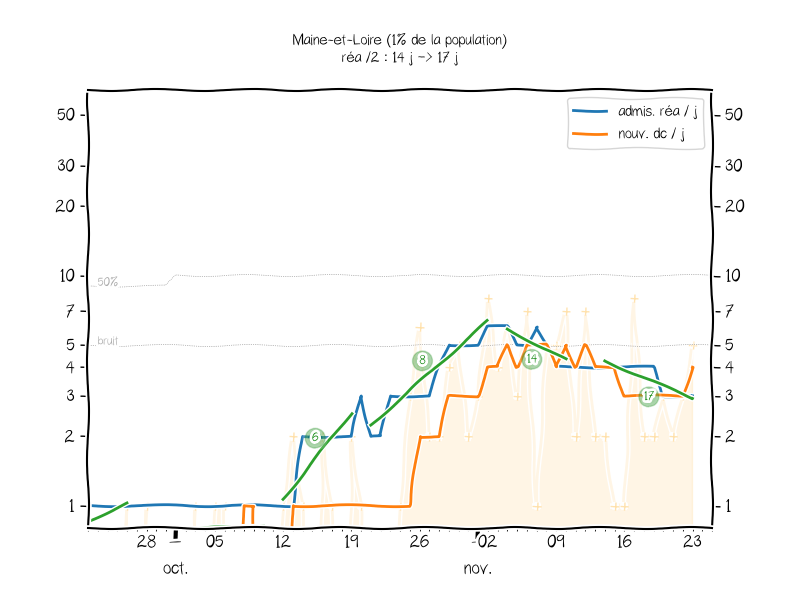 Maine-et-Loire (1% de la population)
réa /2 : 14 j -> 17 j
admis. réa / j
nouv. dc / j
50 50
30 30
20 20
10 10
50%
7 7
bruit
5 5
4 4
3 3
2 2
1 1
6
8
14
17
28 05 12 19 26 02 09 16 23
oct. nov.